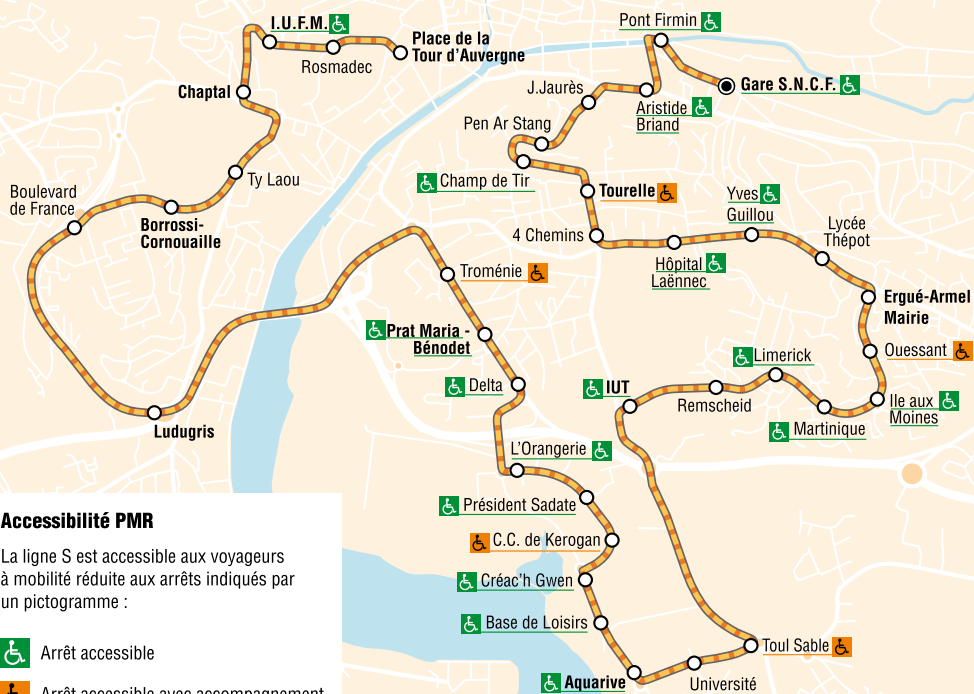 I.U.F.M.
Place de la
Tour d'Auvergne
Rosmadec
Chaptal
Ty Laou
Boulevard
de France
Borrossi-
Cornouaille
Ludugris
Pont Firmin
Gare S.N.C.F.
J.Jaurès
Aristide
Briand
Pen Ar Stang
Champ de Tir
Tourelle
4 Chemins
Yves
Guillou
Hôpital
Laënnec
Lycée
Thépot
Ergué-Armel
Mairie
Ouessant
Ile aux
Moines
Martinique
Limerick
Remscheid
IUT
Troménie
Prat Maria -
Bénodet
Delta
L'Orangerie
Président Sadate
C.C. de Kerogan
Créac'h Gwen
Base de Loisirs
Aquarive
Université
Toul Sable
Accessibilité PMR
La ligne S est accessible aux voyageurs
à mobilité réduite aux arrêts indiqués par
un pictogramme :
Arrêt accessible
Arrêt accessible avec accompagnement